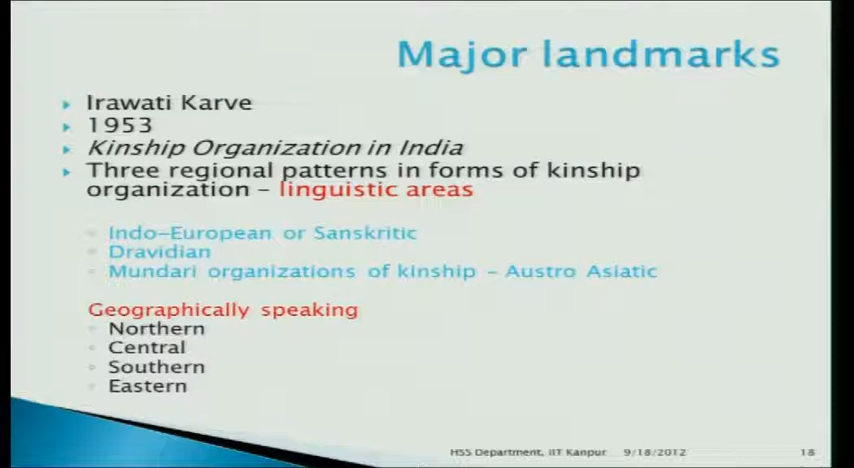 Major landmarks
Irawati Karve
1953
Kinship Organization in India
Three regional patterns in forms of kinship
organization – linguistic areas
Indo-European or Sanskritic
Dravidian
Mundari organizations of kinship – Austro Asiatic
Geographically speaking
Northern
Central
Southern
Eastern
HSS Department, IIT Kanpur 9/18/2012 18